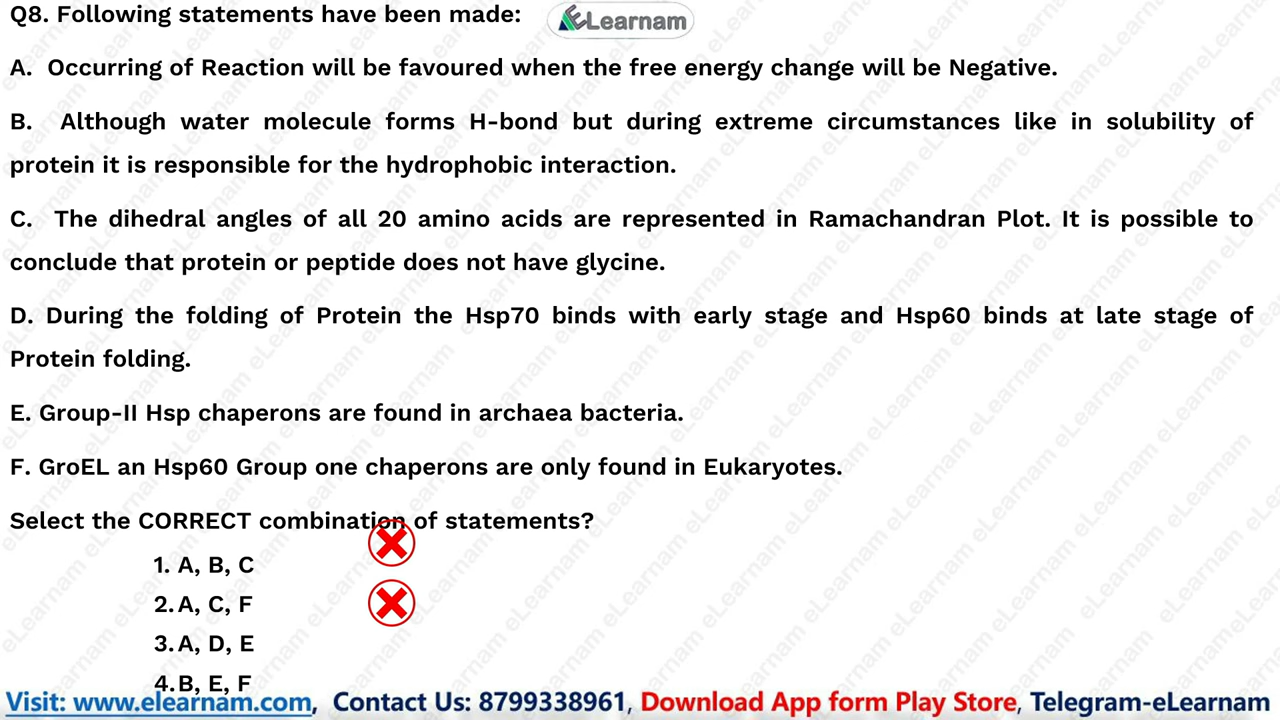 Q8. Following statements have been made:
eLearnam
A. Occurring of Reaction will be favoured when the free energy change will be Negative.
B. Although water molecule forms H-bond but during extreme circumstances like in solubility of
protein it is responsible for the hydrophobic interaction.
C. The dihedral angles of all 20 amino acids are represented in Ramachandran Plot. It is possible to
conclude that protein or peptide does not have glycine.
D. During the folding of Protein the Hsp70 binds with early stage and Hsp60 binds at late stage of
Protein folding.
E. Group-II Hsp chaperons are found in archaea bacteria.
F. GroEL an Hsp60 Group one chaperons are only found in Eukaryotes.
Select the CORRECT combination of statements?
1. A, B, C
2. A, C, F
3. A, D, E
4. B, E, F
Visit: www.elearnam.com, Contact Us: 8799338961, Download App form Play Store, Telegram-eLearnam